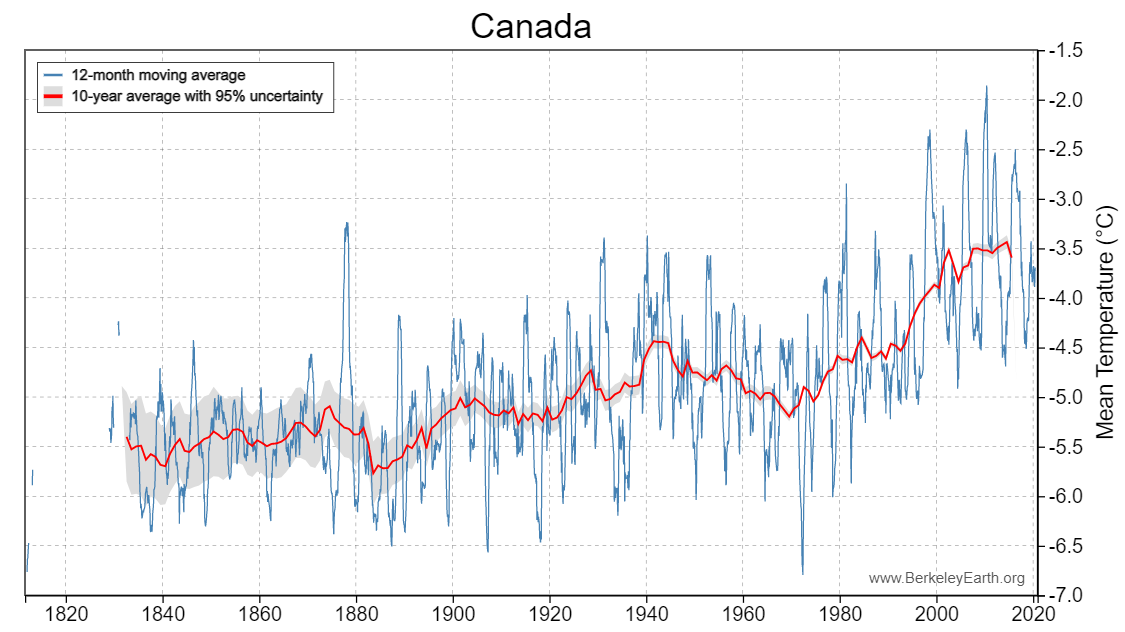 Canada
12-month moving average
10-year average with 95% uncertainty
-1.5
-2.0
-2.5
-3.0
-3.5
-4.0
-4.5
-5.0
-5.5
-6.0
-6.5
-7.0
Mean Temperature (°C)
www.BerkeleyEarth.org
1820 1840 1860 1880 1900 1920 1940 1960 1980 2000 2020